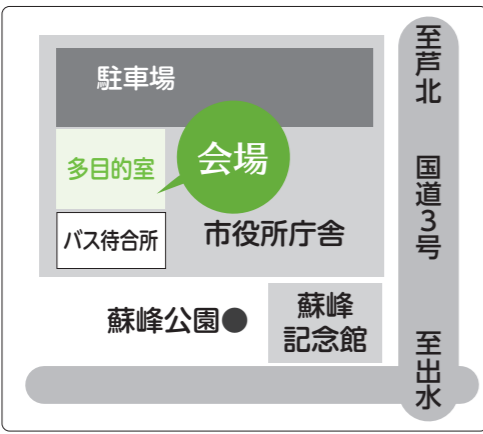 駐車場
会場
多目的室
バス待合所
市役所庁舎
蘇峰公園
蘇峰
記念館
至芦北
国道3号
至出水